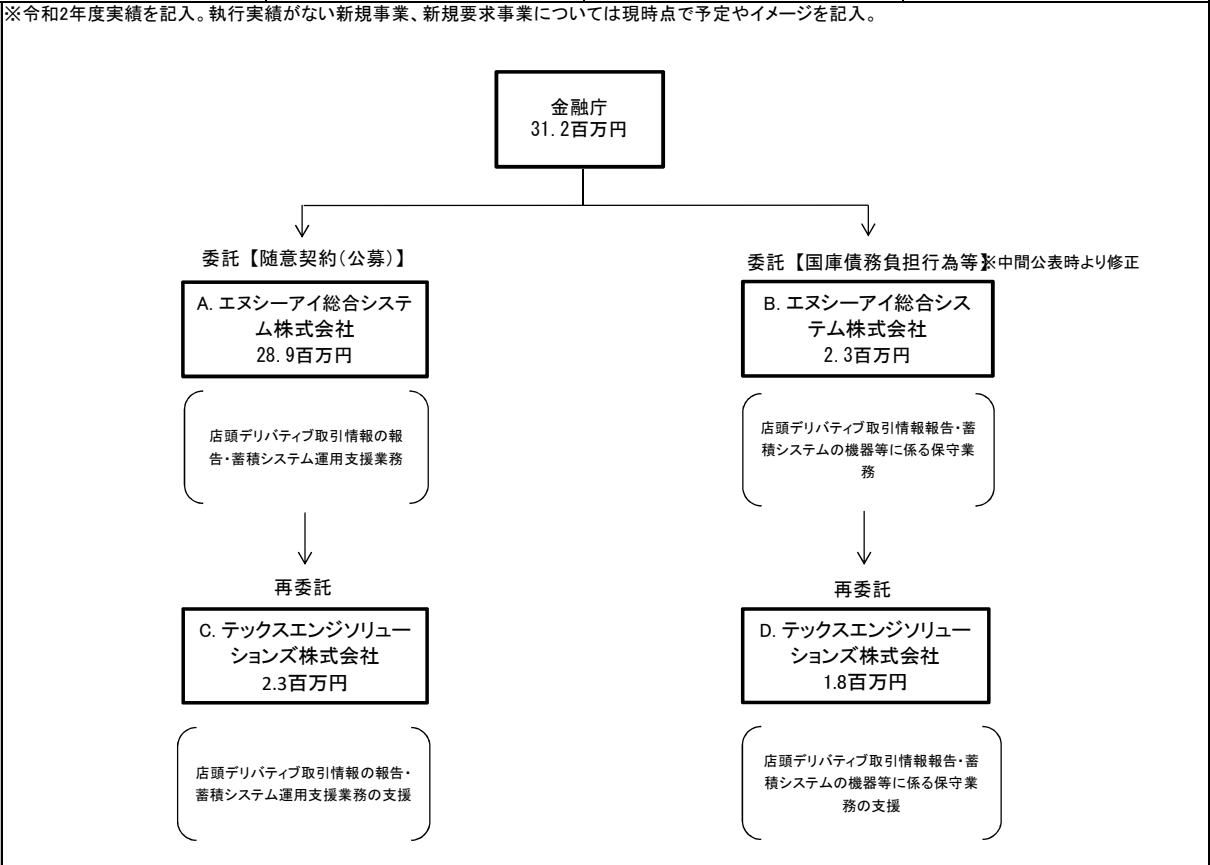 ※令和2年度実績を記入。執行実績がない新規事業、新規要求事業については現時点で予定やイメージを記入。
金融庁
31.2百万円
委託【随意契約(公募)】
委託【国庫債務負担行為等】※中間公表時より修正
A. エヌシーアイ総合システ
ム株式会社
28.9百万円
B. エヌシーアイ総合シス
テム株式会社
2.3百万円
店頭デリバティブ取引情報の報
告・蓄積システム運用支援業務
店頭デリバティブ取引情報報告・蓄
積システムの機器等に係る保守業
務
再委託
再委託
C. テックスエンジソリュー
ションズ株式会社
2.3百万円
D. テックスエンジソリュー
ションズ株式会社
1.8百万円
店頭デリバティブ取引情報の報告・
蓄積システム運用支援業務の支援
店頭デリバティブ取引情報報告・蓄
積システムの機器等に係る保守業
務の支援